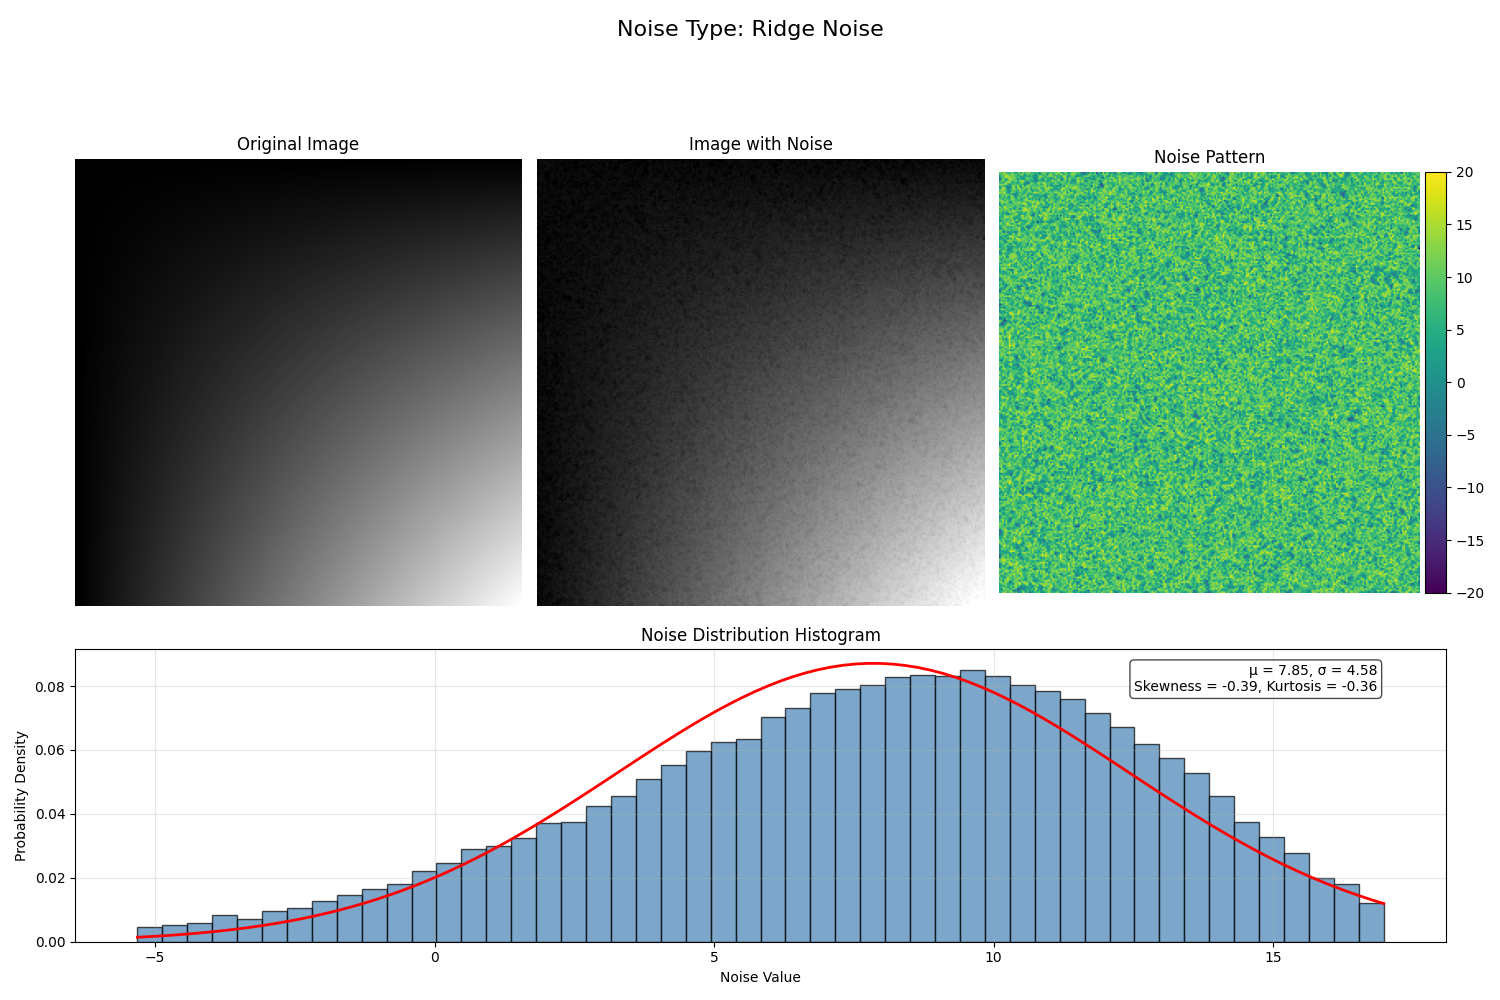 Noise Type: Ridge Noise
Original Image
Image with Noise
Noise Pattern
20
15
10
5
0
−5
−10
−15
−20
Noise Distribution Histogram
μ = 7.85, σ = 4.58
Skewness = -0.39, Kurtosis = -0.36
Probability Density
0.08
0.06
0.04
0.02
0.00
−5
0
5
10
15
Noise Value